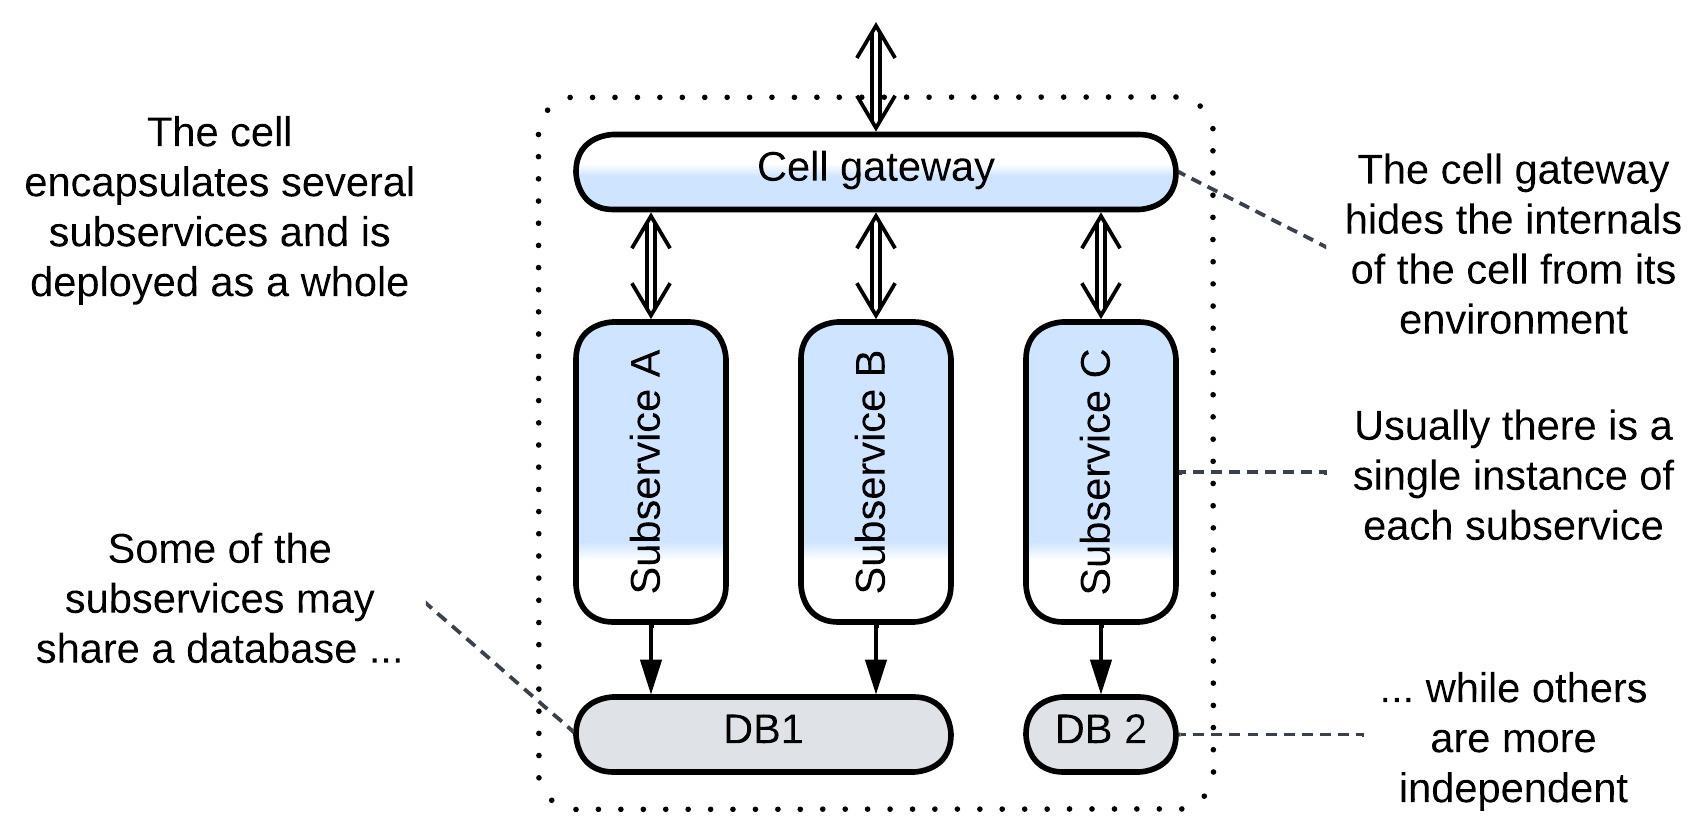 The cell
encapsulates several
subservices and is
deployed as a whole
Cell gateway
The cell gateway
hides the internals
of the cell from its
environment
Subservice A
Subservice B
Subservice C
Usually there is a
single instance of
each subservice
Some of the
subservices may
share a database ...
DB1
DB 2
... while others
are more
independent